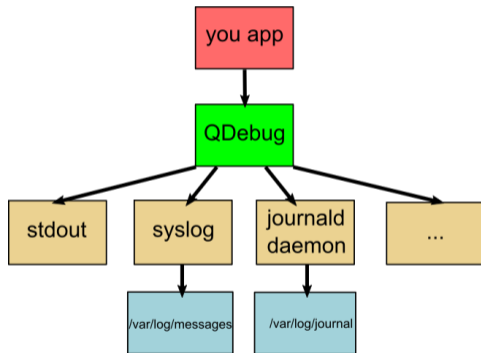 you app
QDebug
stdout
syslog
journald
daemon
...
/var/log/messages
/var/log/journal